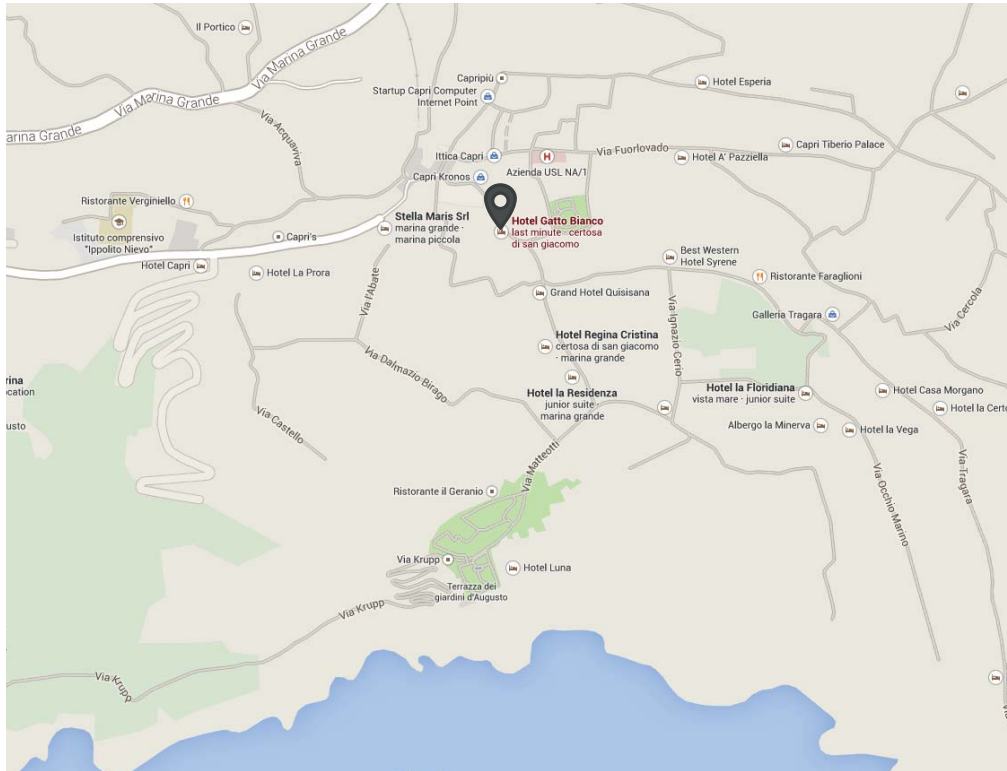 Il Portico
Via Marina Grande
Via Marina Grande
arina Grande
Capripiù
Startup Capri Computer
Internet Point
Hotel Esperia
Via Acquaviva
Ittica Capri
Azienda USL NA/1
Via Fuorlovado
Hotel A' Pazziella
Capri Tiberio Palace
Capri Kronos
Ristorante Verginiello
Istituto comprensivo
"Ippolito Nievo"
Stella Maris Srl
marina grande -
marina piccola
Hotel Gatto Bianco
last minute - certosa
di san giacomo
Capri's
Hotel Capri
Hotel La Prora
Best Western
Hotel Syrene
Ristorante Faraglioni
Via l'Abate
Grand Hotel Quisisana
Via Ignazio Cerio
Galleria Tragara
Via Cercola
Hotel Regina Cristina
certosa di san giacomo
- marina grande
Via Dalmazio Birago
rina
ocation
usto
Hotel la Residenza
junior suite -
marina grande
Hotel la Floridiana
vista mare - junior suite
Hotel Casa Morgano
Hotel la Certo
Via Castello
Albergo la Minerva
Hotel la Vega
Via Matteotti
Via Occhio Marino
Via Tragara
Ristorante il Geranio
Via Krupp
Hotel Luna
Terrazza dei
giardini d'Augusto
Via Krupp
Via Krupp